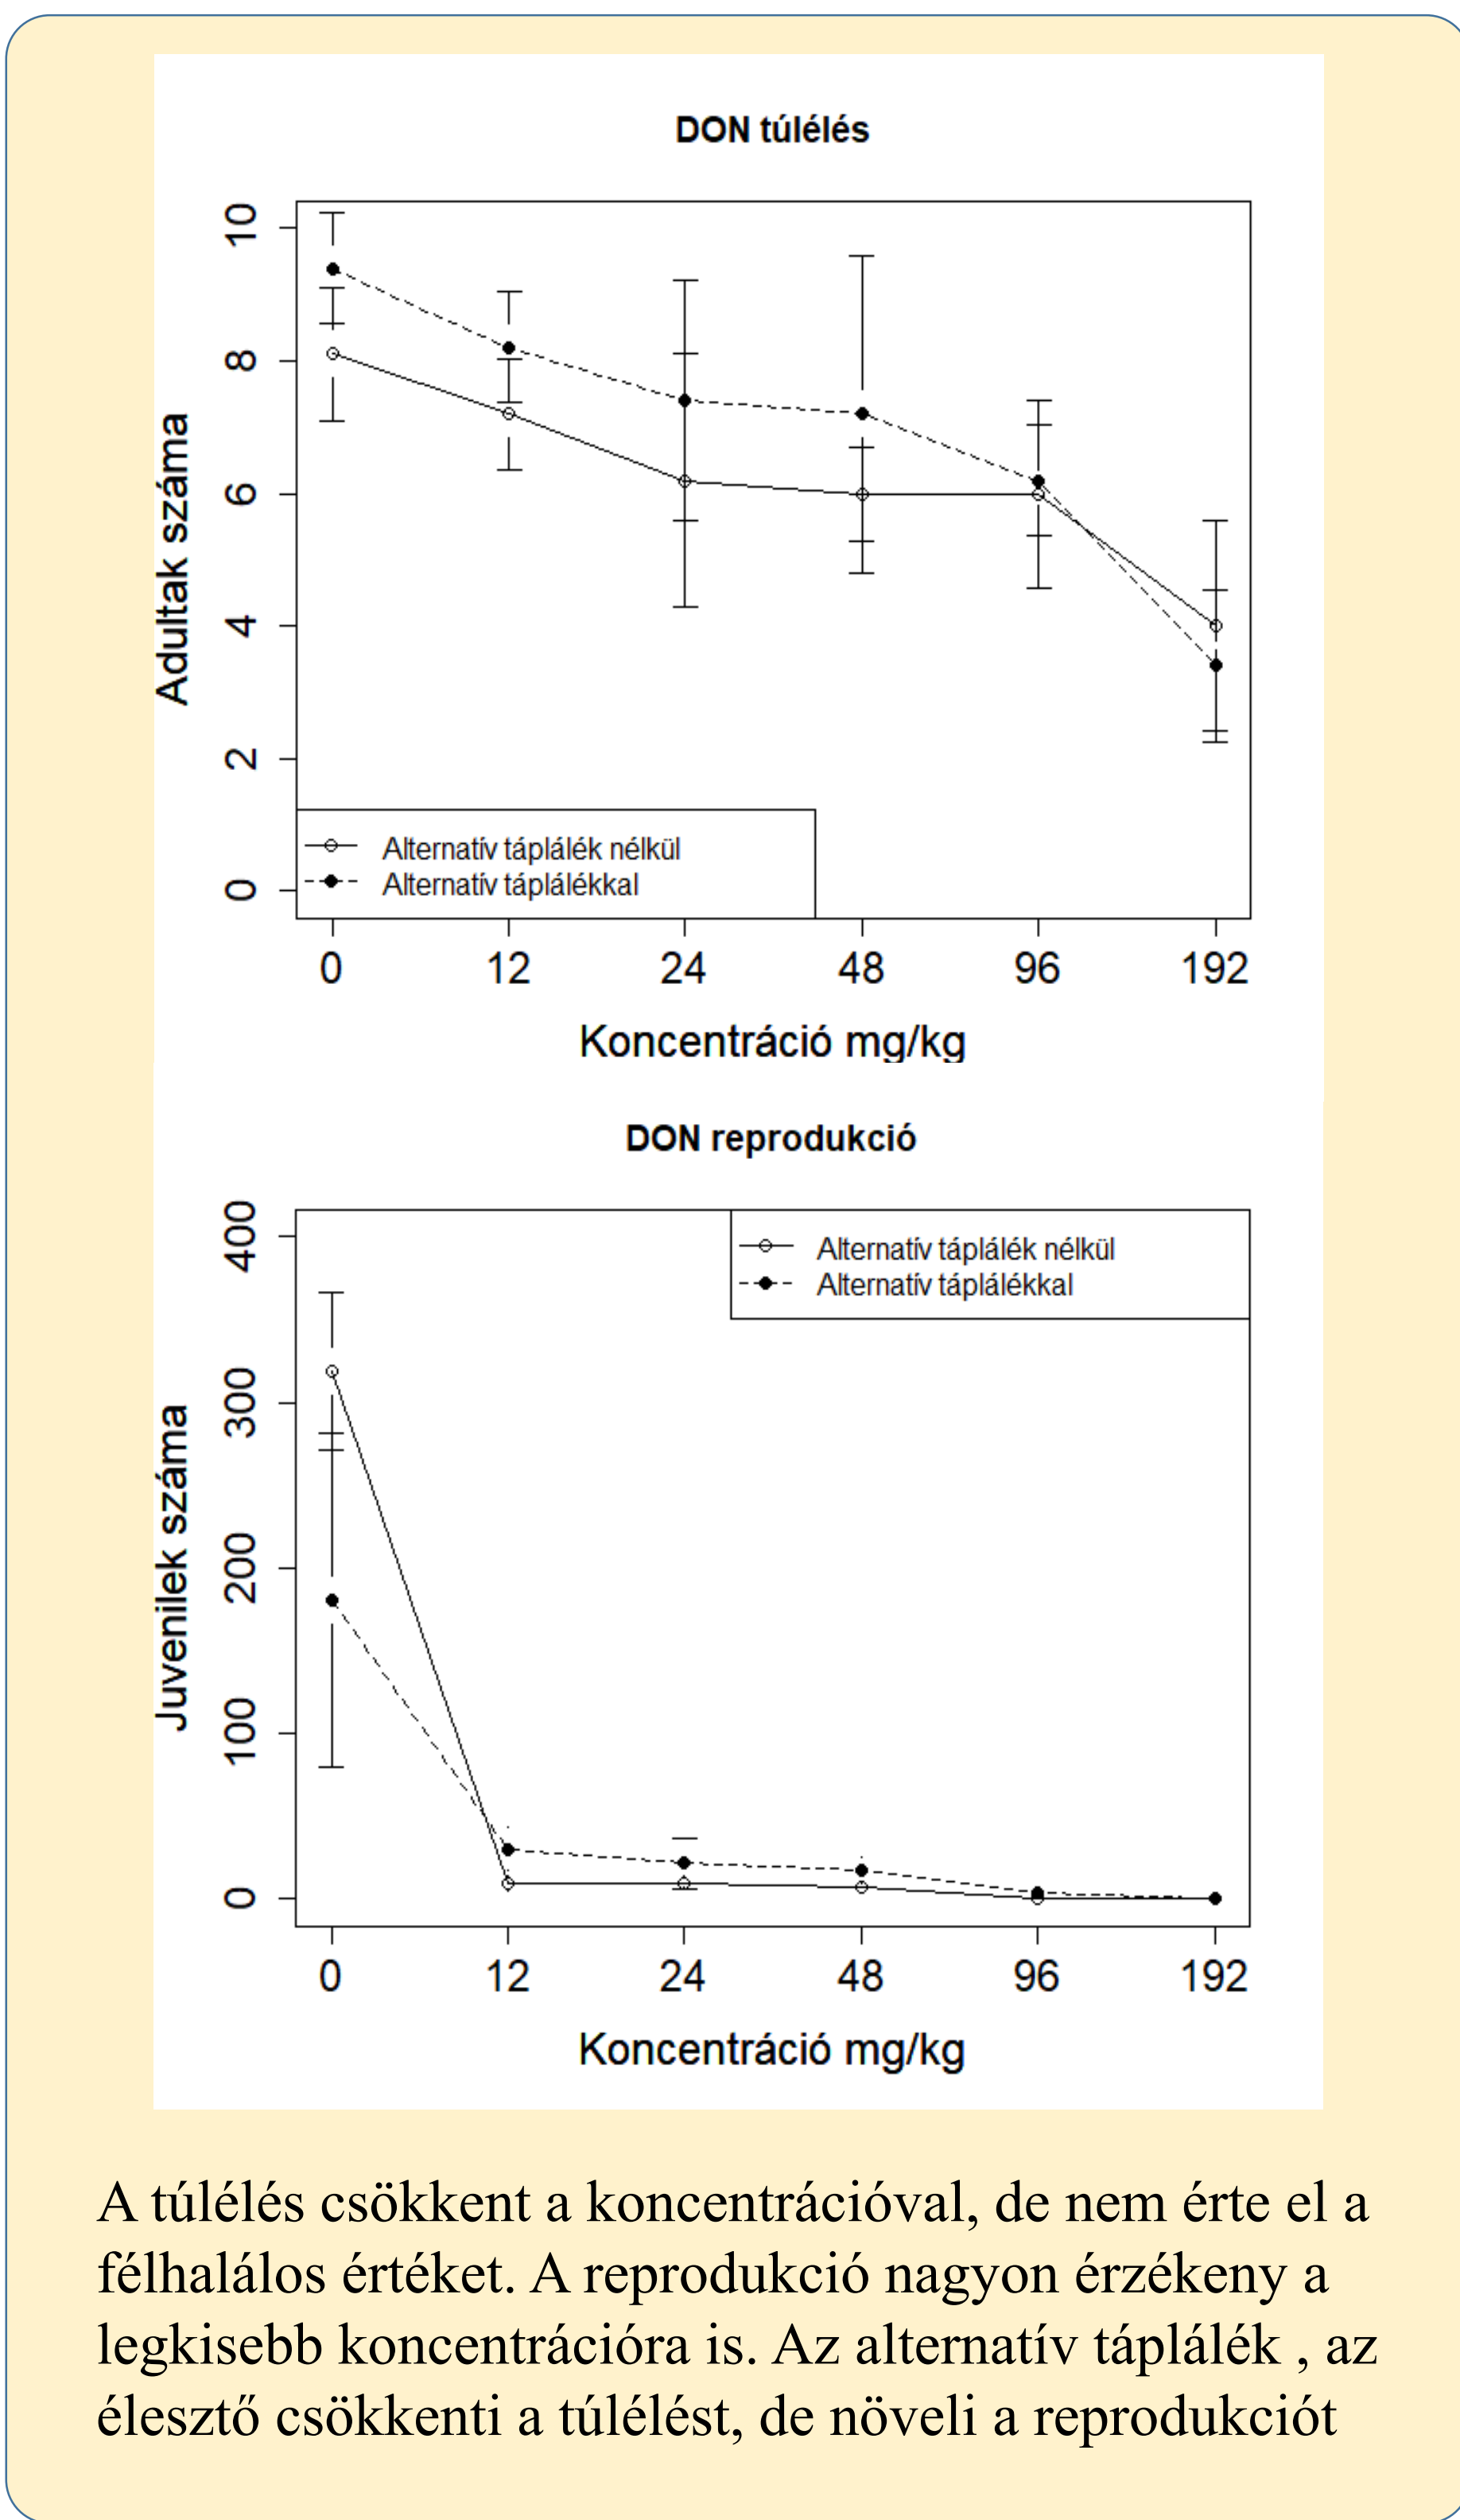 DON túlélés
10
8
6
4
2
0
Adultak száma
Alternatív táplálék nélkül
Alternatív táplálékkal
0 12 24 48 96 192
Koncentráció mg/kg
DON reprodukció
400
300
200
100
0
Juvenilek száma
Alternatív táplálék nélkül
Alternatív táplálékkal
0 12 24 48 96 192
Koncentráció mg/kg
A túlélés csökkent a koncentrációval, de nem érte el a
félhalálos értéket. A reprodukció nagyon érzékeny a
legkisebb koncentrációra is. Az alternatív táplálék , az
élesztő csökkenti a túlélést, de növeli a reprodukciót